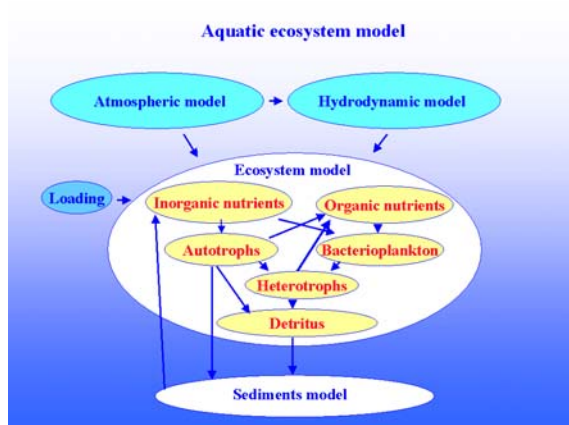 Aquatic ecosystem model
Atmospheric model
Hydrodynamic model
Ecosystem model
Loading
Inorganic nutrients
Organic nutrients
Autotrophs
Bacterioplankton
Heterotrophs
Detritus
Sediments model